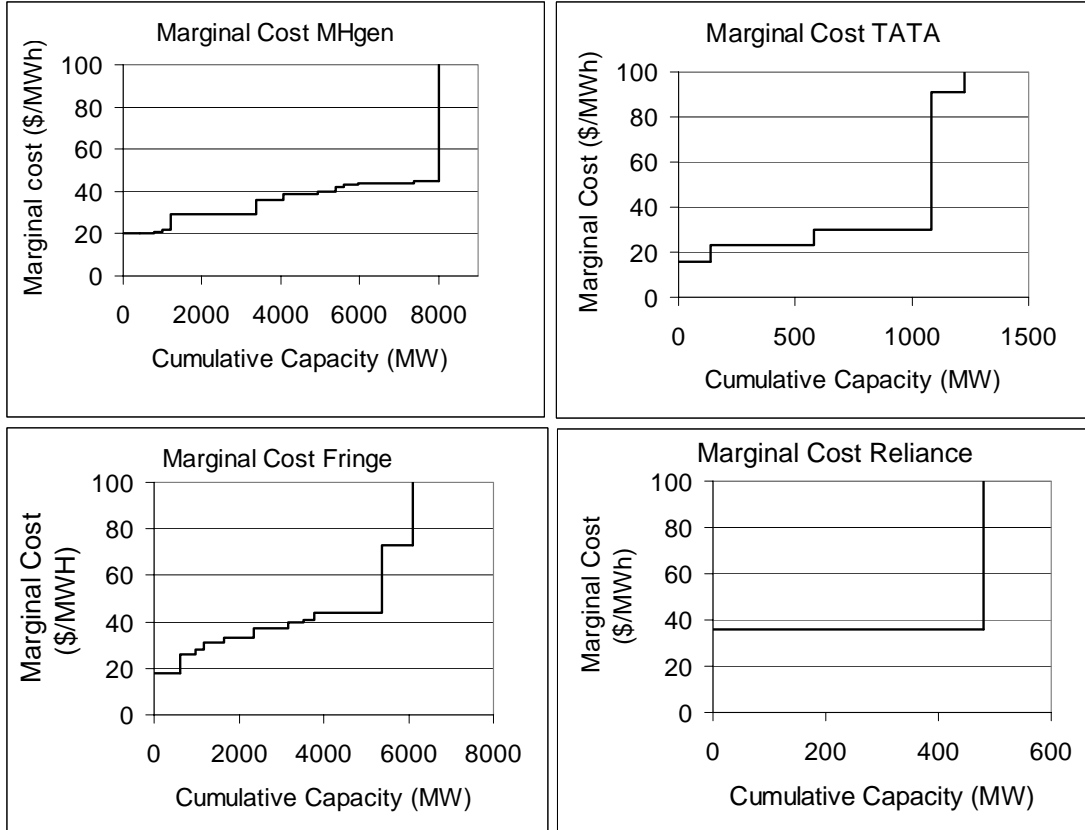 Marginal Cost MHgen
Marginal cost ($/MWh)
100
80
60
40
20
0
0 2000 4000 6000 8000
Cumulative Capacity (MW)
Marginal Cost TATA
Marginal Cost ($/MWh)
100
80
60
40
20
0
0 500 1000 1500
Cumulative Capacity (MW)
Marginal Cost Fringe
Marginal Cost
($/MWH)
100
80
60
40
20
0
0 2000 4000 6000 8000
Cumulative Capacity (MW)
Marginal Cost Reliance
Marginal Cost
($/MWh)
100
80
60
40
20
0
0 200 400 600
Cumulative Capacity (MW)